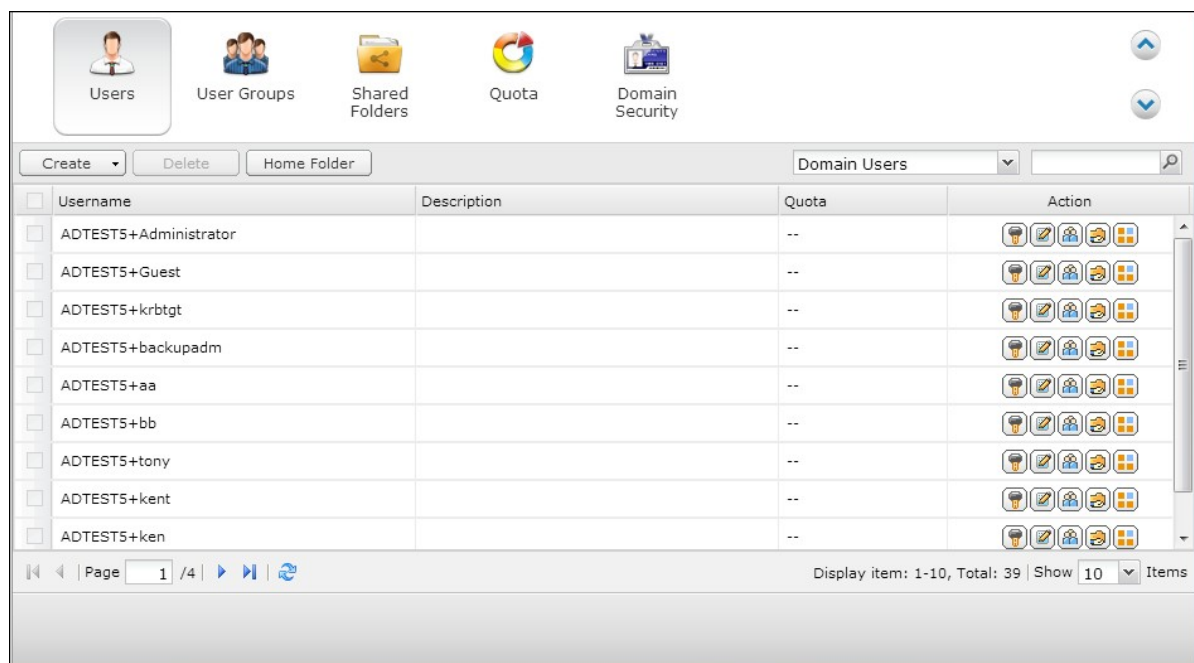 Users
User Groups
Shared
Folders
Quota
Domain
Security
Create
Delete
Home Folder
Domain Users
Username Description Quota Action
ADTEST5+Administrator --
ADTEST5+Guest --
ADTEST5+krbtgt --
ADTEST5+backupadm --
ADTEST5+aa --
ADTEST5+bb --
ADTEST5+tony --
ADTEST5+kent --
ADTEST5+ken --
Page 1 /4 Display item: 1-10, Total: 39 Show 10 Items